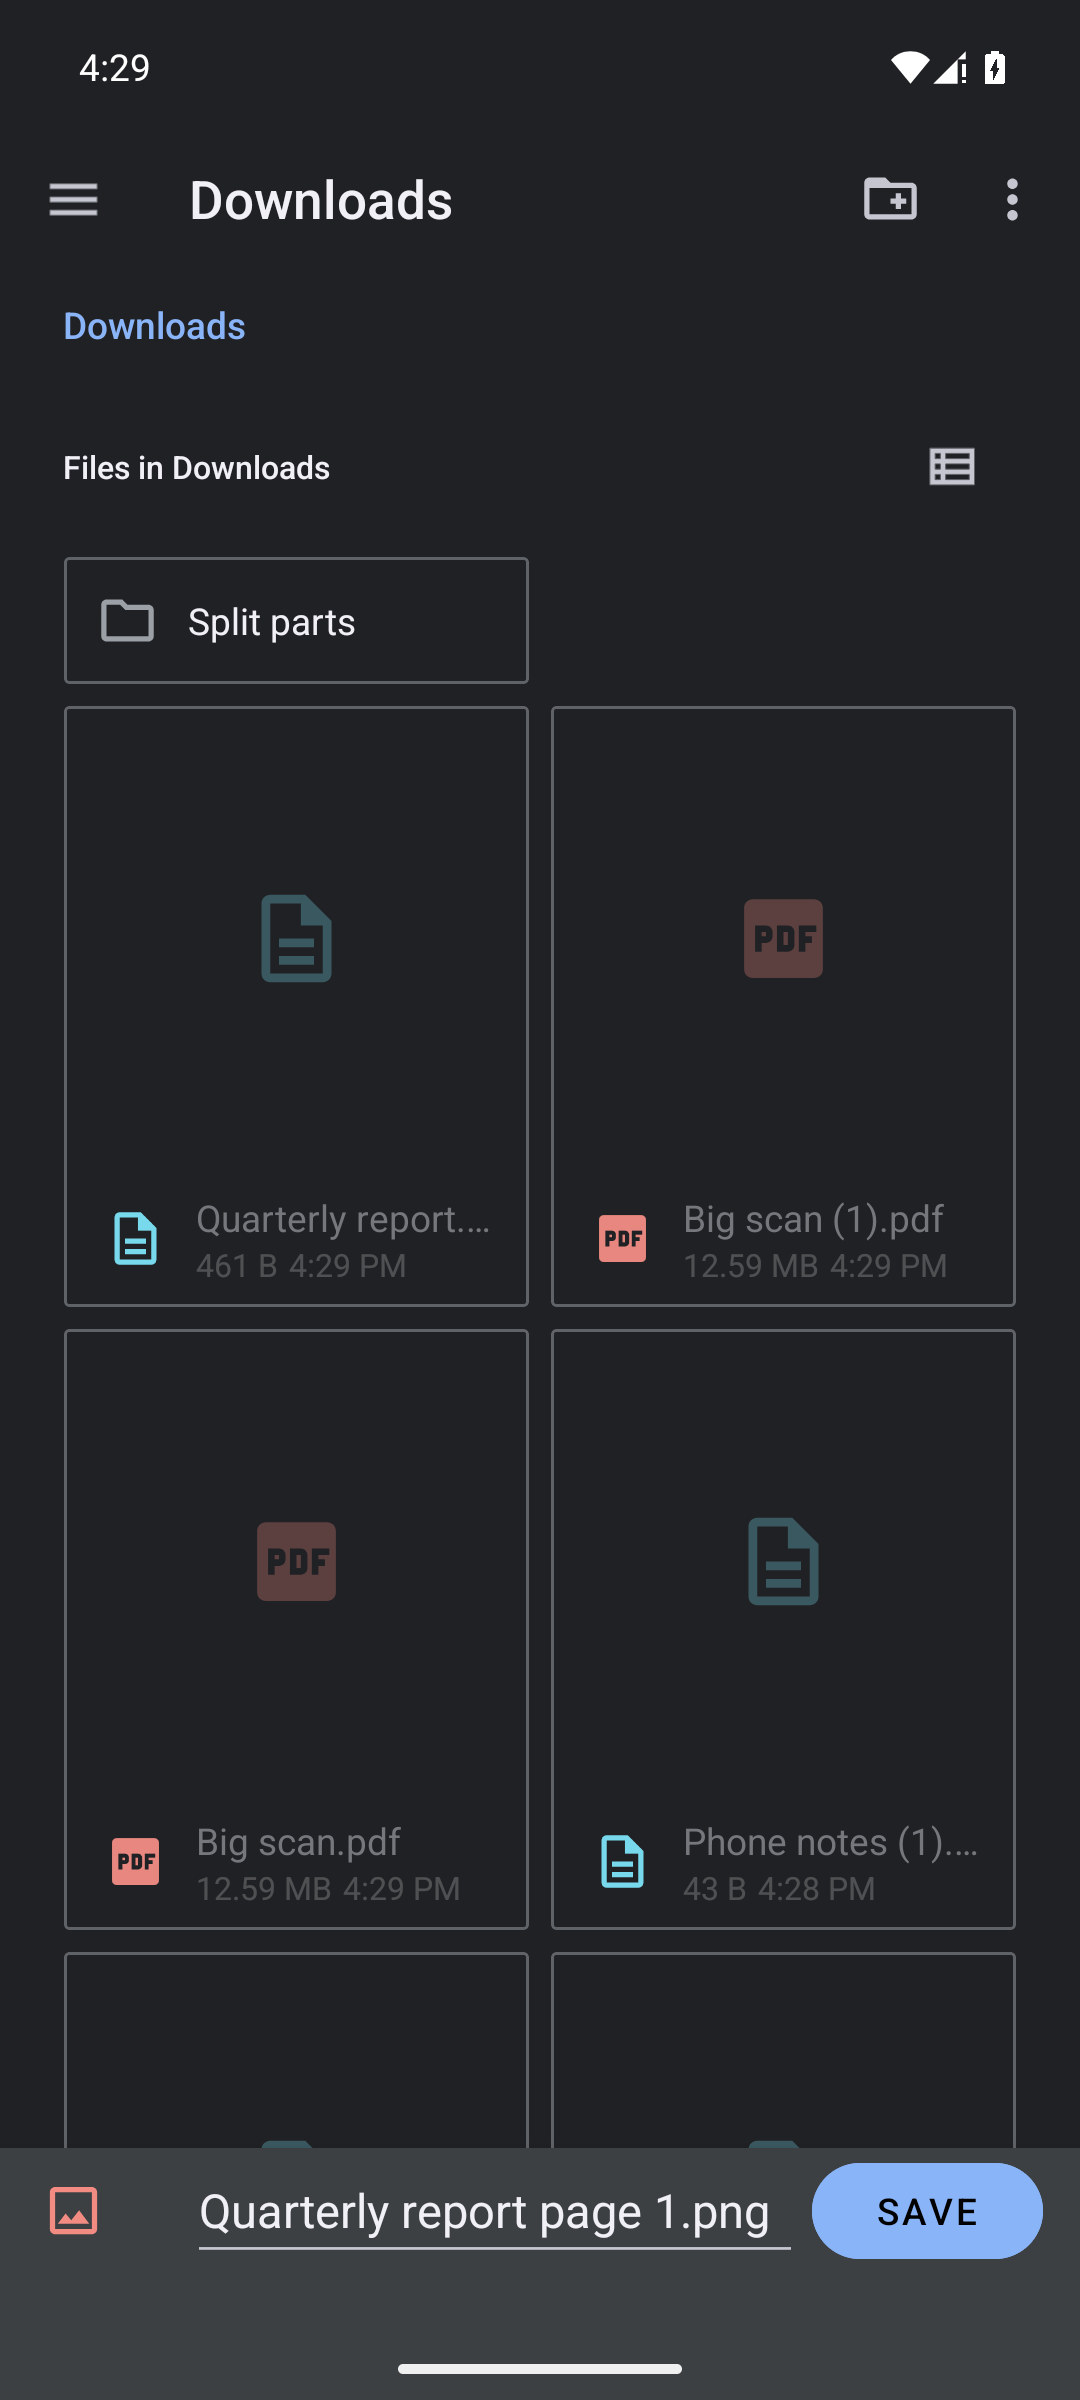 4:29
Downloads
Downloads
Files in Downloads
Split parts
Quarterly report.…
461 B 4:29 PM
PDF
Big scan (1).pdf
12.59 MB 4:29 PM
PDF
PDF
Big scan.pdf
12.59 MB 4:29 PM
PDF
Phone notes (1).…
43 B 4:28 PM
Quarterly report page 1.png
SAVE